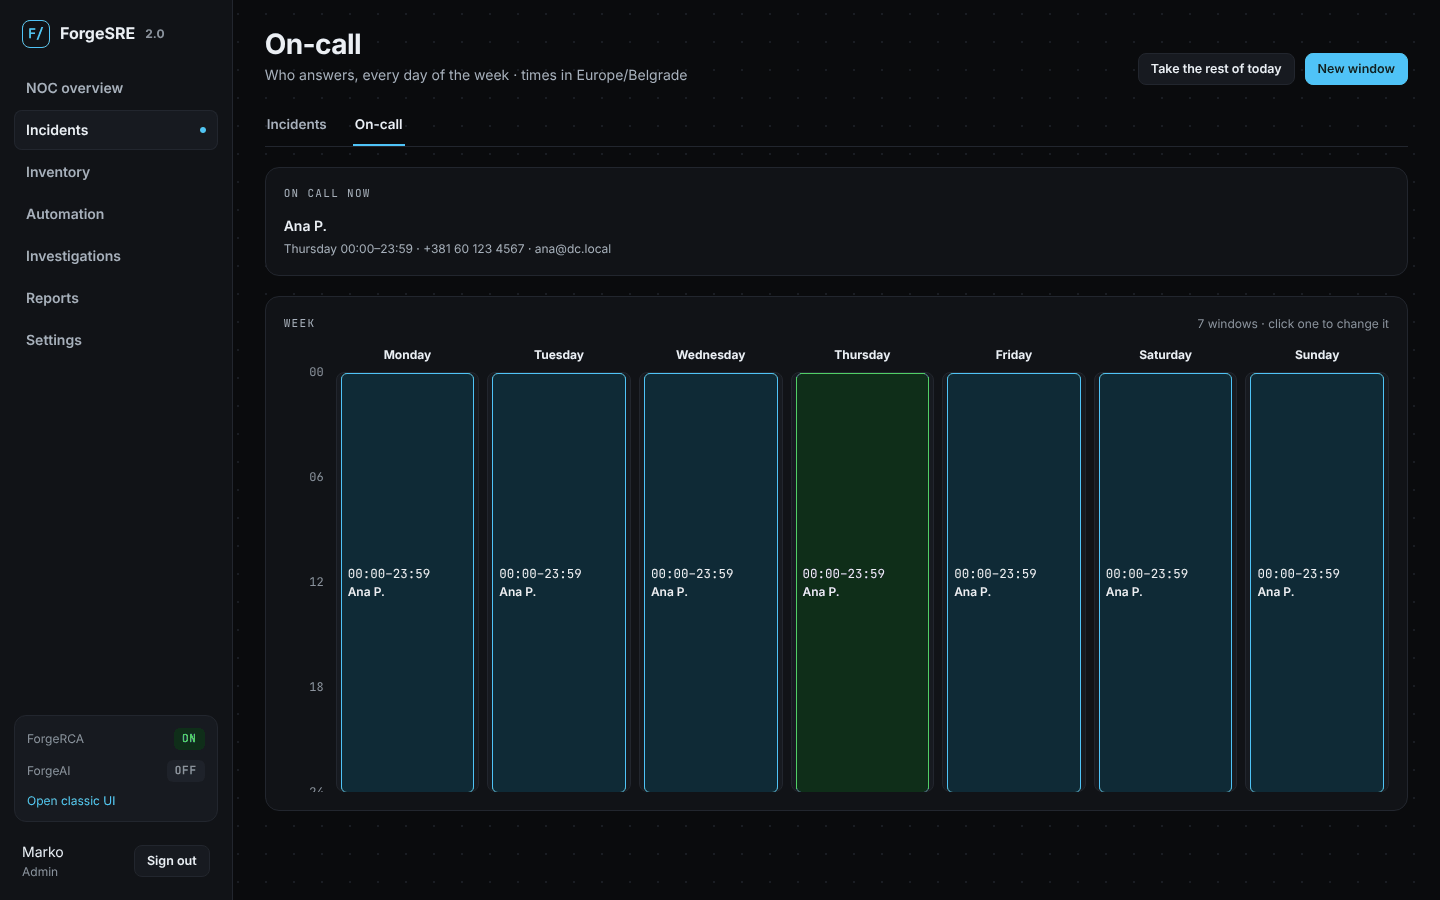 F/ ForgeSRE 2.0
NOC overview
Incidents
Inventory
Automation
Investigations
Reports
Settings
ForgeRCA ON
ForgeAI OFF
Open classic UI
Marko
Admin
Sign out
On-call
Who answers, every day of the week · times in Europe/Belgrade
Take the rest of today
New window
Incidents On-call
ON CALL NOW
Ana P.
Thursday 00:00–23:59 · +381 60 123 4567 · ana@dc.local
WEEK
7 windows · click one to change it
Monday Tuesday Wednesday Thursday Friday Saturday Sunday
00
06
00:00–23:59 00:00–23:59 00:00–23:59 00:00–23:59 00:00–23:59 00:00–23:59 00:00–23:59
12
Ana P. Ana P. Ana P. Ana P. Ana P. Ana P. Ana P.
18
24